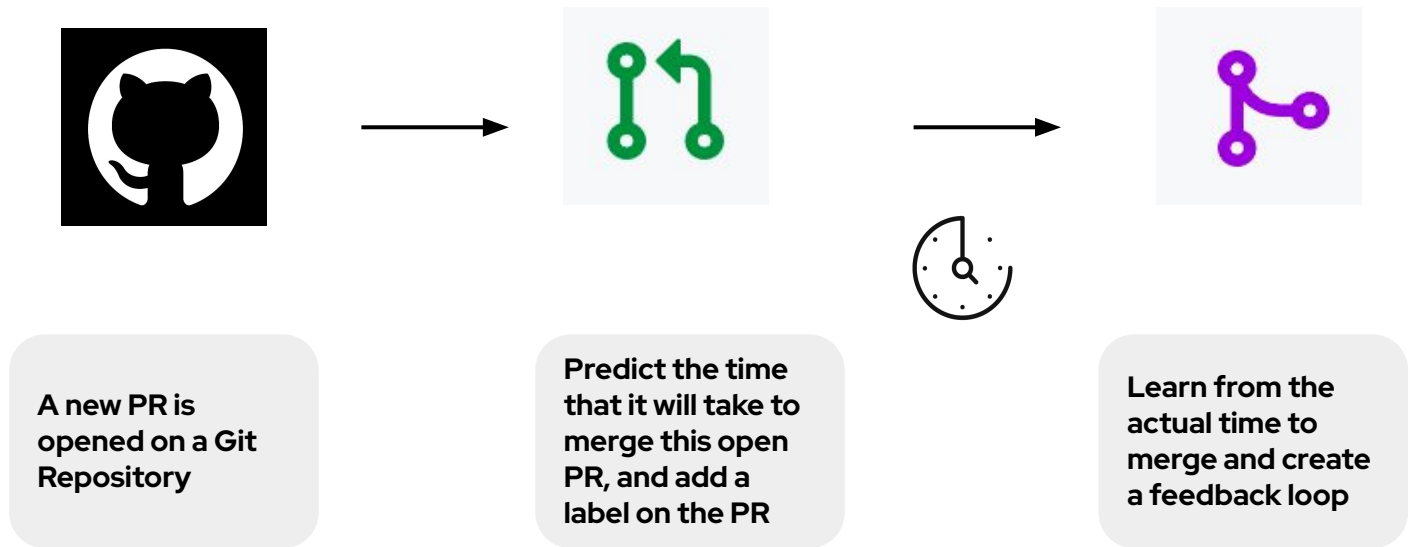 A new PR is
opened on a Git
Repository
Predict the time
that it will take to
merge this open
PR, and add a
label on the PR
Learn from the
actual time to
merge and create
a feedback loop